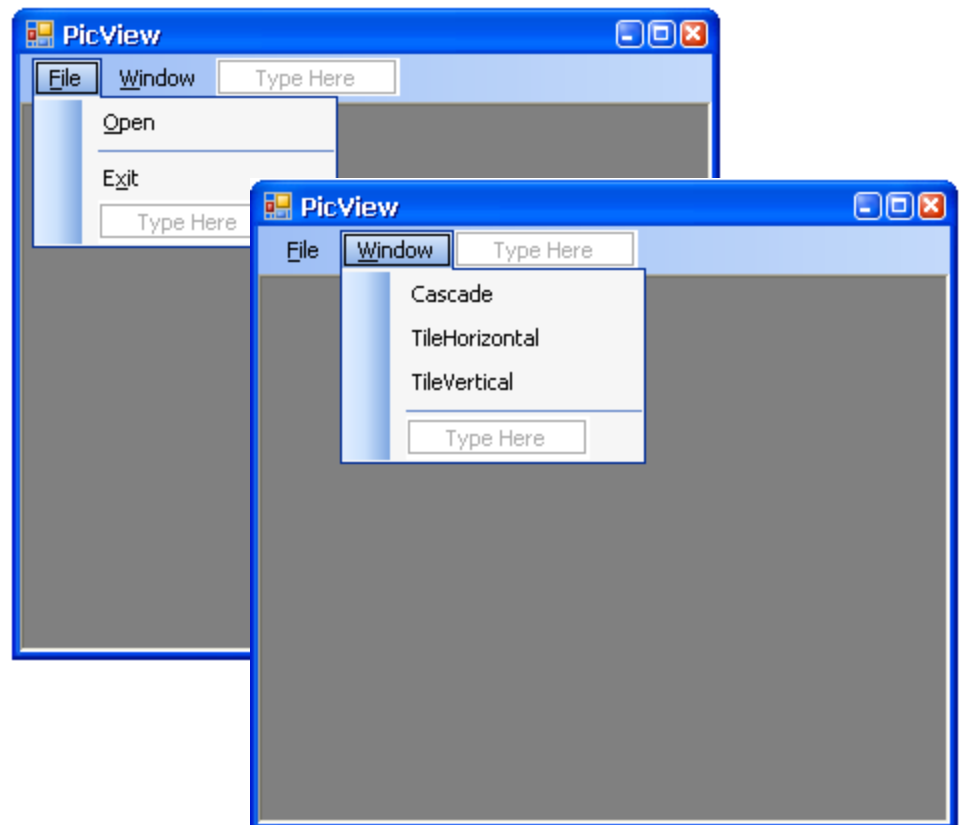 PicView
File Window Type Here
Open
Exit
Type Here
PicView
File Window Type Here
Cascade
TileHorizontal
TileVertical
Type Here